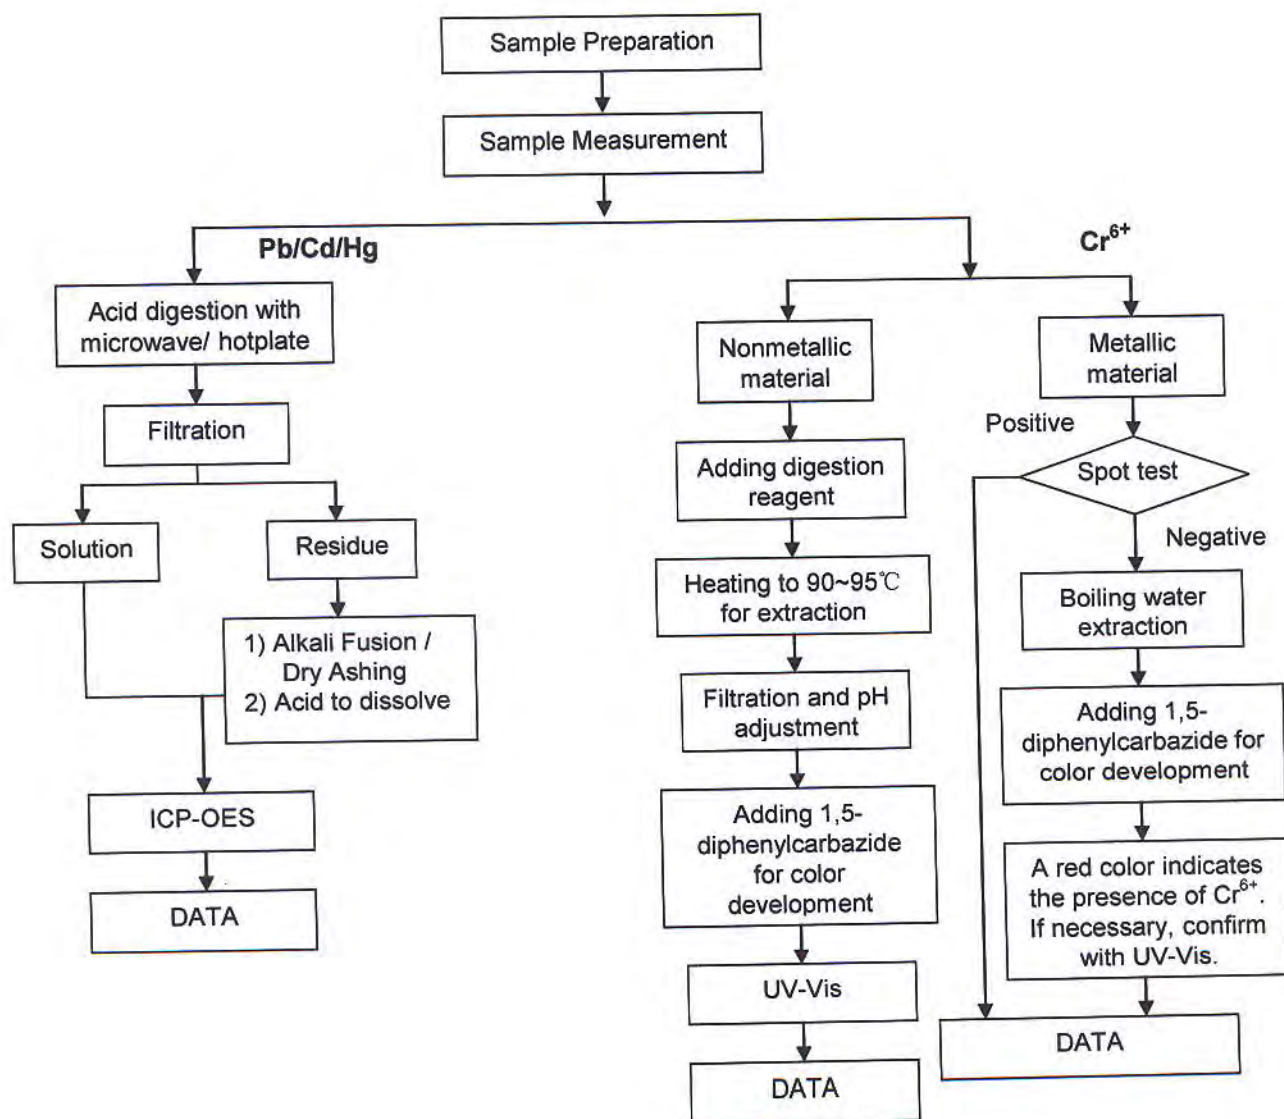 Sample Preparation
Sample Measurement
Pb/Cd/Hg
Acid digestion with
microwave/ hotplate
Filtration
Solution
Residue
1) Alkali Fusion /
Dry Ashing
2) Acid to dissolve
ICP-OES
DATA
Cr⁶⁺
Nonmetallic
material
Adding digestion
reagent
Heating to 90~95℃
for extraction
Filtration and pH
adjustment
Adding 1,5-
diphenylcarbazide
for color
development
UV-Vis
DATA
Metallic
material
Positive
Spot test
Negative
Boiling water
extraction
Adding 1,5-
diphenylcarbazide for
color development
A red color indicates
the presence of Cr⁶⁺.
If necessary, confirm
with UV-Vis.
DATA